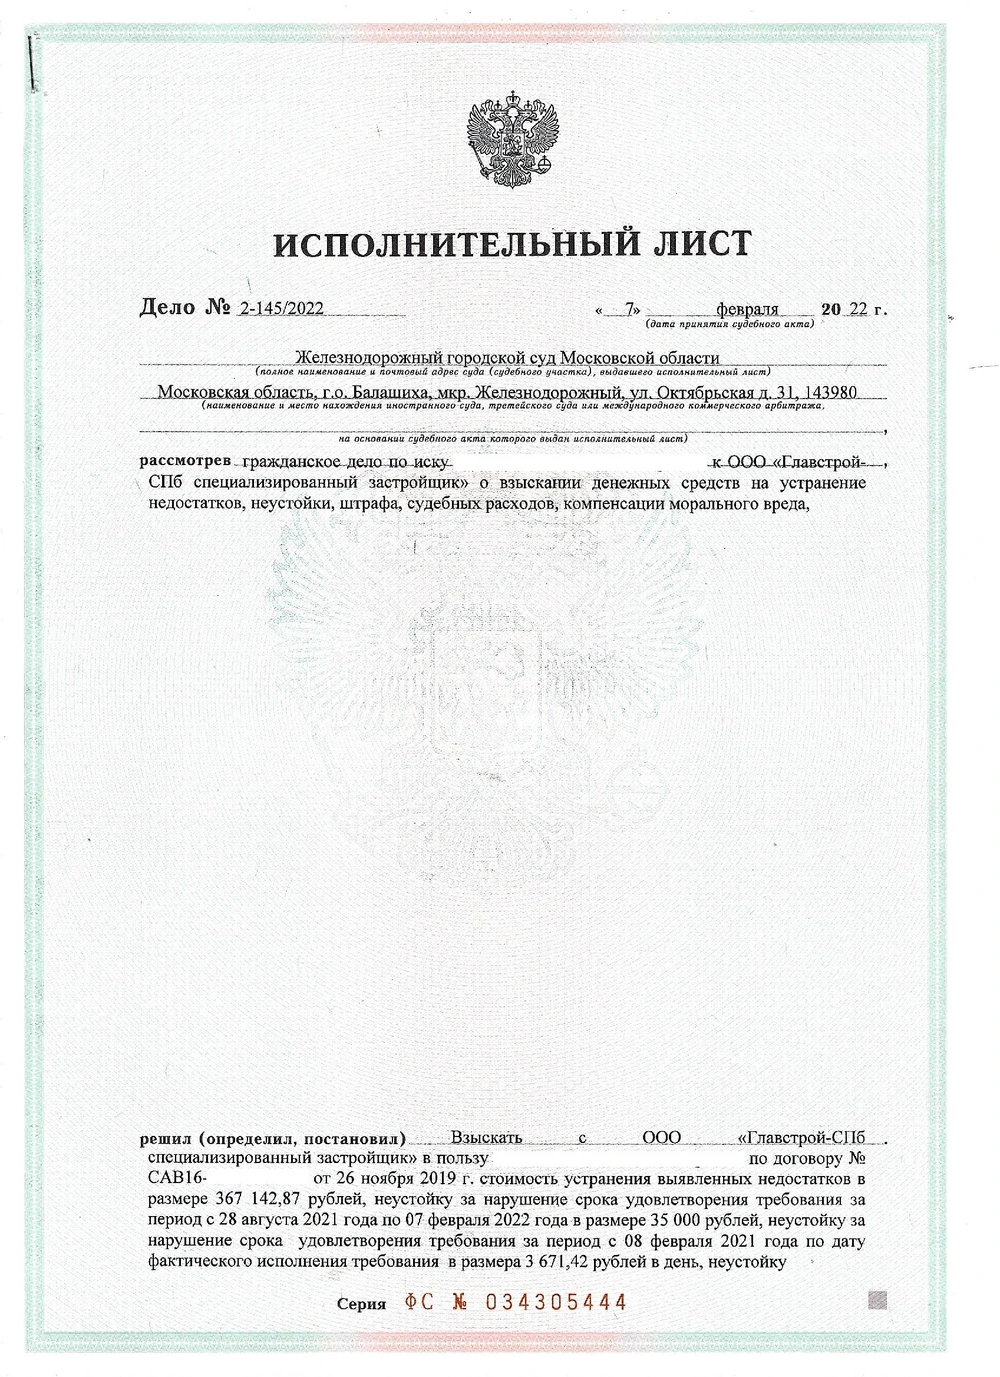 ИСПОЛНИТЕЛЬНЫЙ ЛИСТ
Дело № 2-145/2022 « 7» февраля 20 22 г.
(дата принятия судебного акта)
Железнодорожный городской суд Московской области
(полное наименование и почтовый адрес суда (судебного участка), выдавшего исполнительный лист)
Московская область, г.о. Балашиха, мкр. Железнодорожный, ул. Октябрьская д. 31, 143980
(наименование и место нахождения иностранного суда, третейского суда или международного коммерческого арбитража,
,
на основании судебного акта которого выдан исполнительный лист)
рассмотрев гражданское дело по иску к ООО «Главстрой- ,
СПб специализированный застройщик» о взыскании денежных средств на устранение
недостатков, неустойки, штрафа, судебных расходов, компенсации морального вреда,
решил (определил, постановил) Взыскать с ООО «Главстрой-СПб .
специализированный застройщик» в пользу по договору №
САВ16- от 26 ноября 2019 г. стоимость устранения выявленных недостатков в
размере 367 142,87 рублей, неустойку за нарушение срока удовлетворения требования за
период с 28 августа 2021 года по 07 февраля 2022 года в размере 35 000 рублей, неустойку за
нарушение срока удовлетворения требования за период с 08 февраля 2021 года по дату
фактического исполнения требования в размера 3 671,42 рублей в день, неустойку
Серия ФС № 034305444